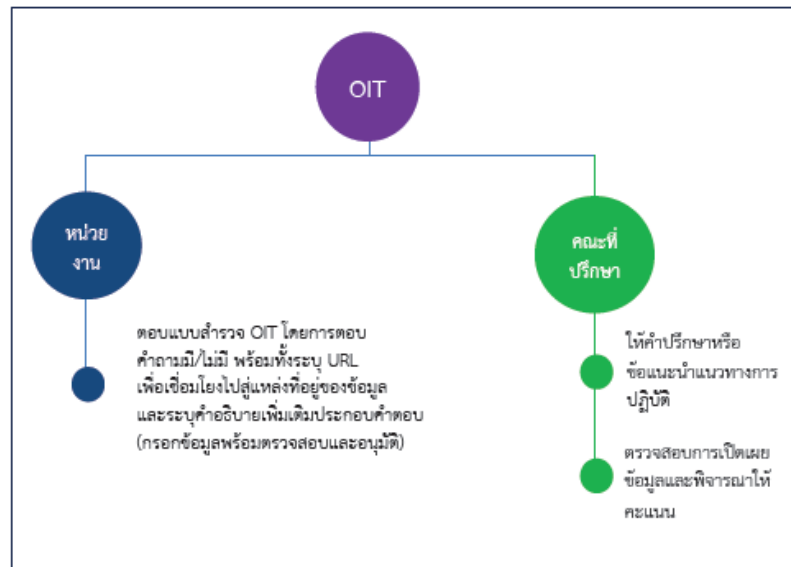 OIT
หน่วย
งาน
ตอบแบบสำรวจ OIT โดยการตอบ
คำถามมี/ไม่มี พร้อมทั้งระบุ URL
เพื่อเชื่อมโยงไปสู่แหล่งที่อยู่ของข้อมูล
และระบุคำอธิบายเพิ่มเติมประกอบคำตอบ
(กรอกข้อมูลพร้อมตรวจสอบและอนุมัติ)
คณะที่
ปรึกษา
ให้คำปรึกษาหรือ
ข้อแนะนำแนวทางการ
ปฏิบัติ
ตรวจสอบการเปิดเผย
ข้อมูลและพิจารณาให้
คะแนน